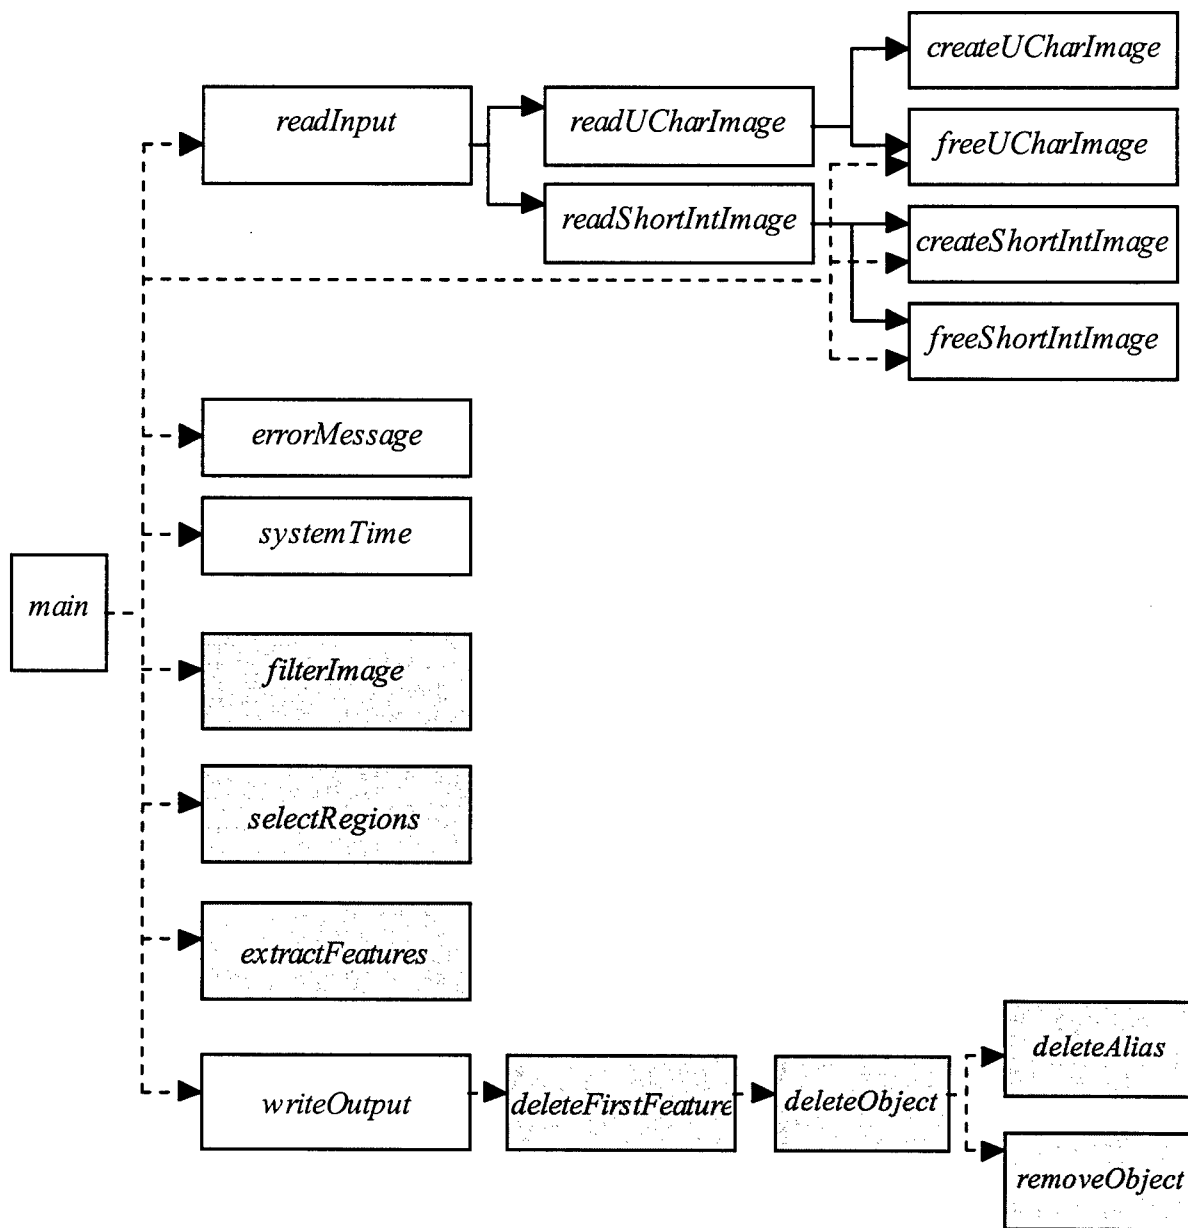 createUCharImage
readInput
readUCharImage
freeUCharImage
readShortIntImage
createShortIntImage
freeShortIntImage
errorMessage
systemTime
main
filterImage
selectRegions
extractFeatures
deleteAlias
writeOutput
deleteFirstFeature
deleteObject
removeObject